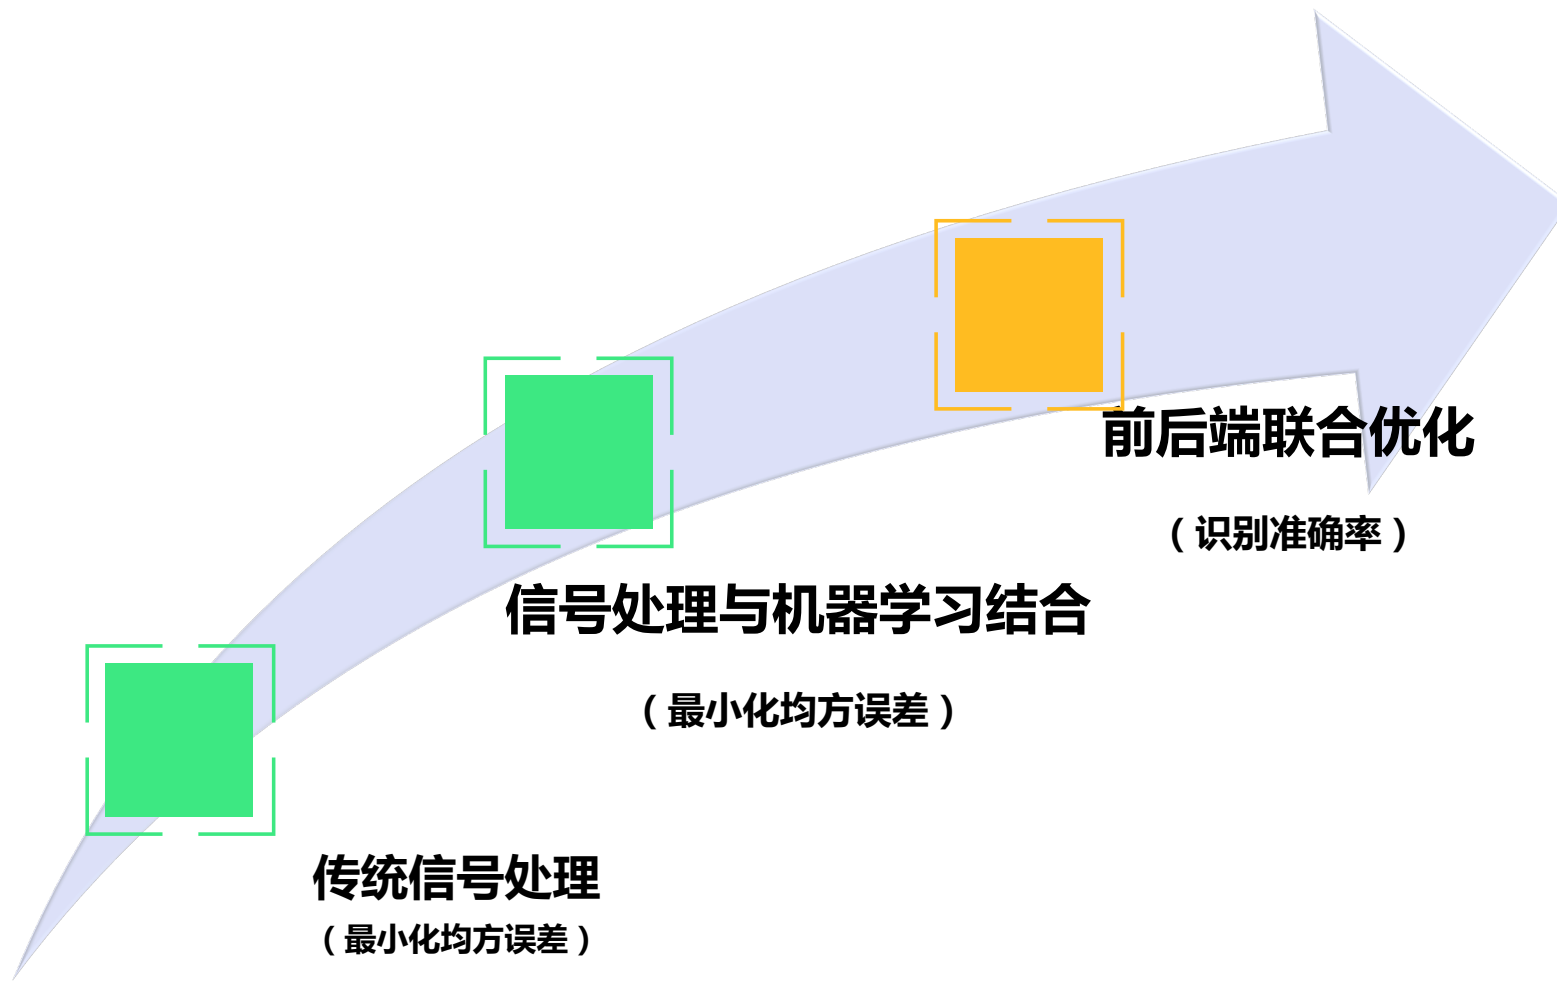 前后端联合优化
（识别准确率）
信号处理与机器学习结合
（最小化均方误差）
传统信号处理
（最小化均方误差）